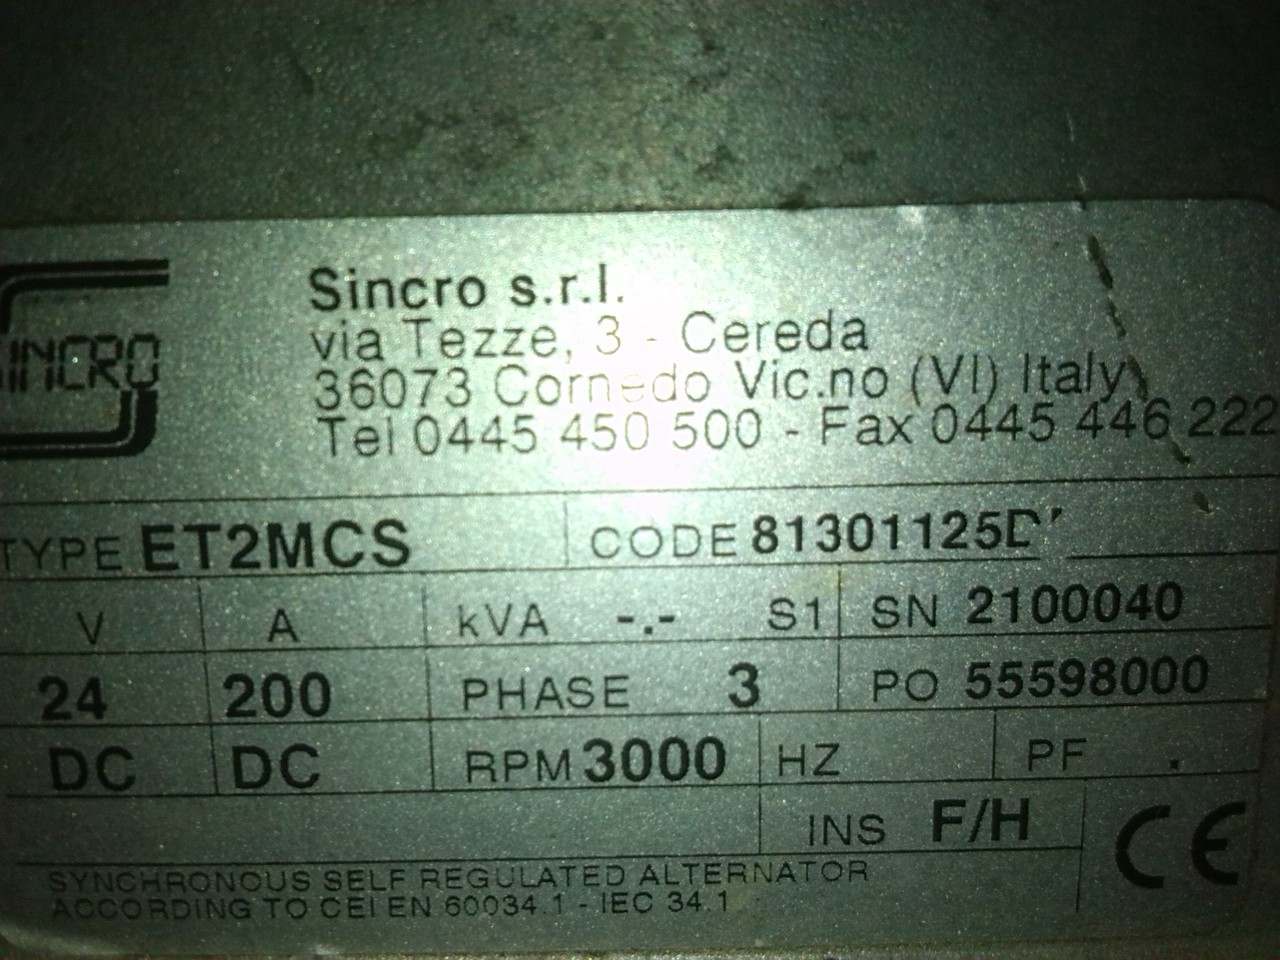 SINCRO
Sincro s.r.l.
via Tezze, 3 - Cereda
36073 Cornedo Vic.no (VI) Italy
Tel 0445 450 500 - Fax 0445 446 222
TYPE ET2MCS CODE 81301125D
V A kVA -.- S1 SN 2100040
24 200 PHASE 3 PO 55598000
DC DC RPM 3000 HZ PF .
INS F/H CE
SYNCHRONOUS SELF REGULATED ALTERNATOR
ACCORDING TO CEI EN 60034.1 - IEC 34.1